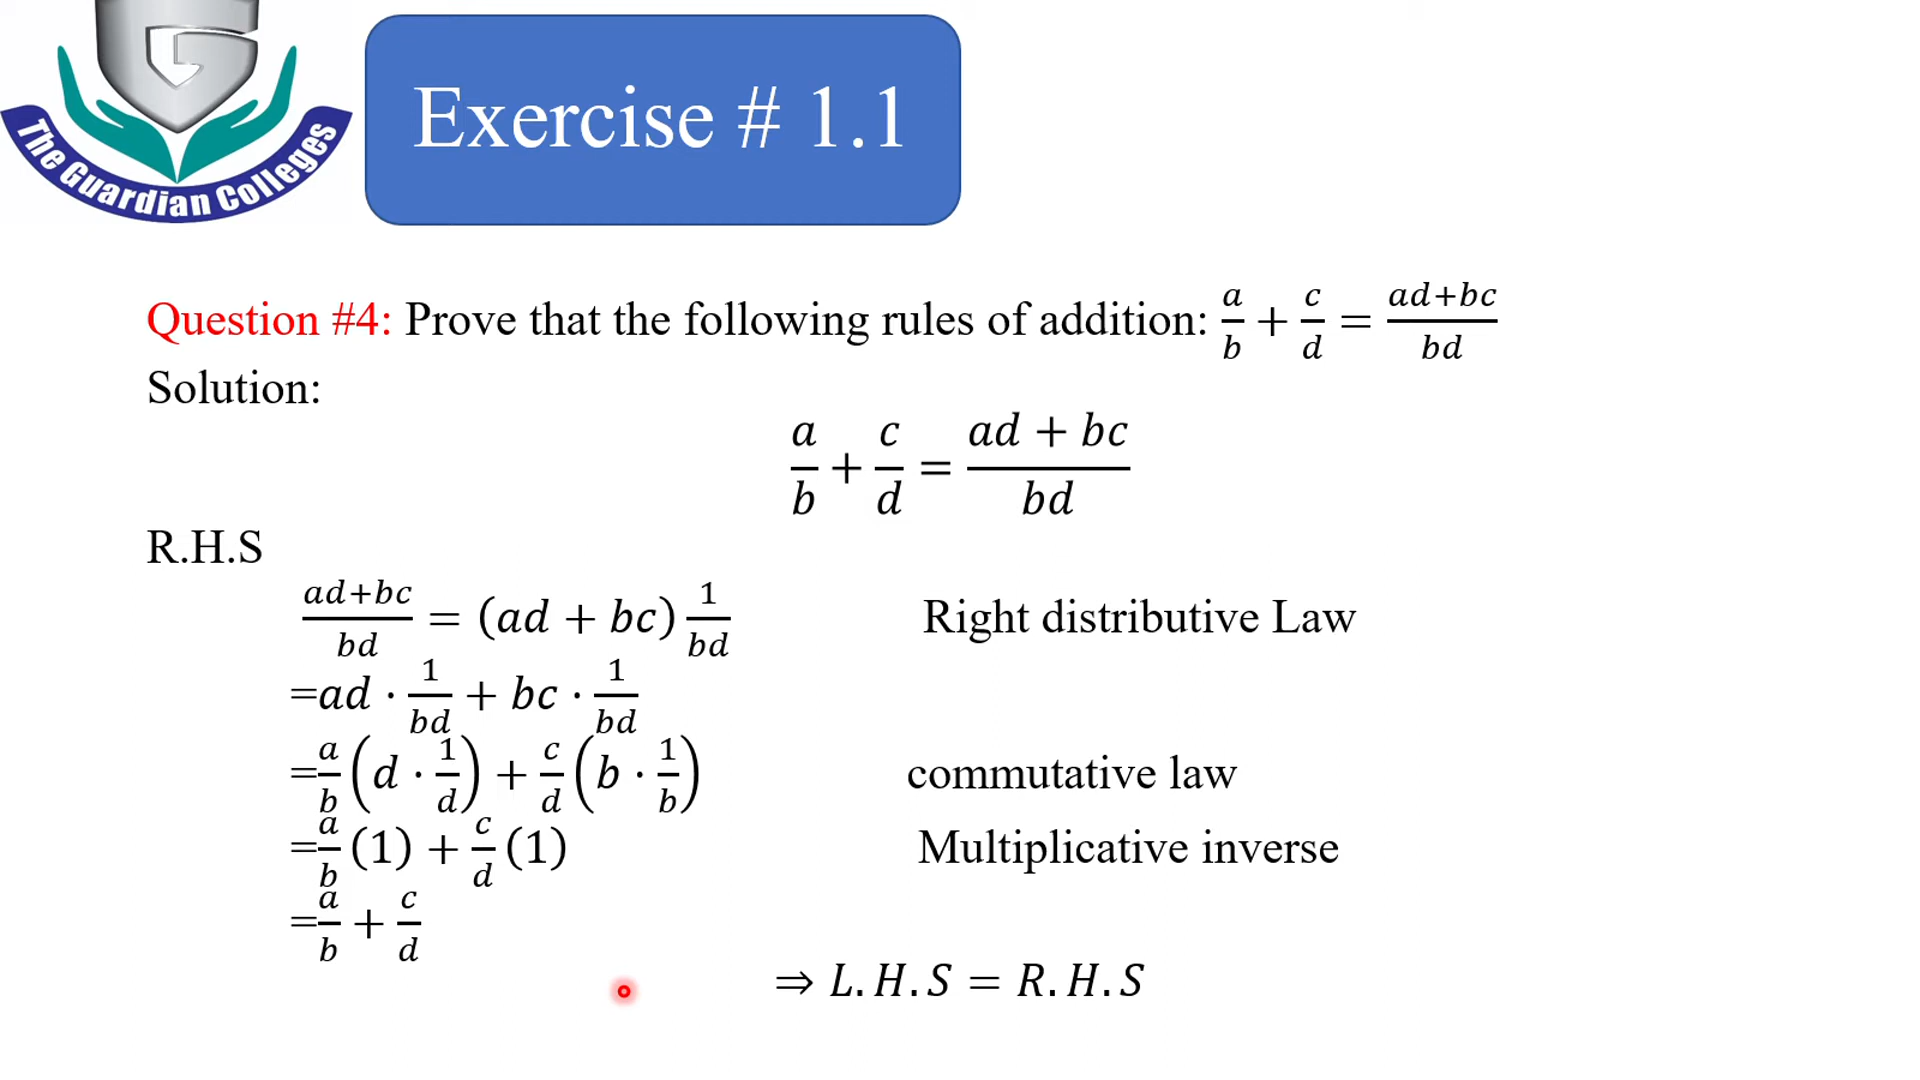 The Guardian Colleges
Exercise # 1.1
Question #4: Prove that the following rules of addition: a/b + c/d = ad+bc/bd
Solution:
a/b + c/d = ad + bc/bd
R.H.S
ad+bc/bd = (ad + bc) 1/bd Right distributive Law
=ad · 1/bd + bc · 1/bd
=a/b (d · 1/d) + c/d (b · 1/b) commutative law
=a/b (1) + c/d (1) Multiplicative inverse
=a/b + c/d
⇒ L.H.S = R.H.S